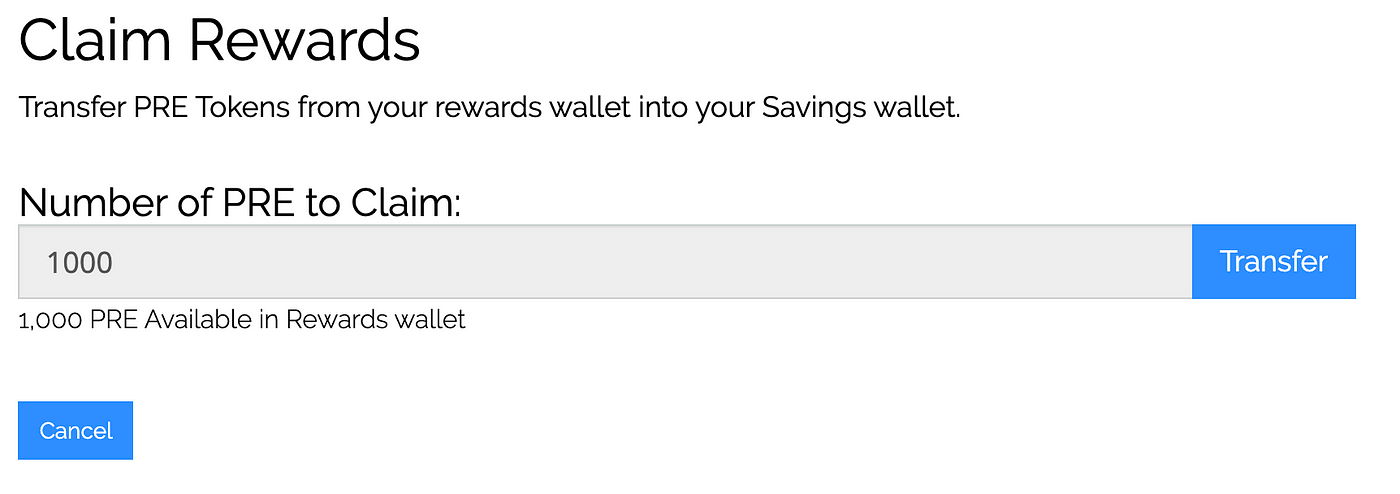 Claim Rewards
Transfer PRE Tokens from your rewards wallet into your Savings wallet.
Number of PRE to Claim:
1000 Transfer
1,000 PRE Available in Rewards wallet
Cancel